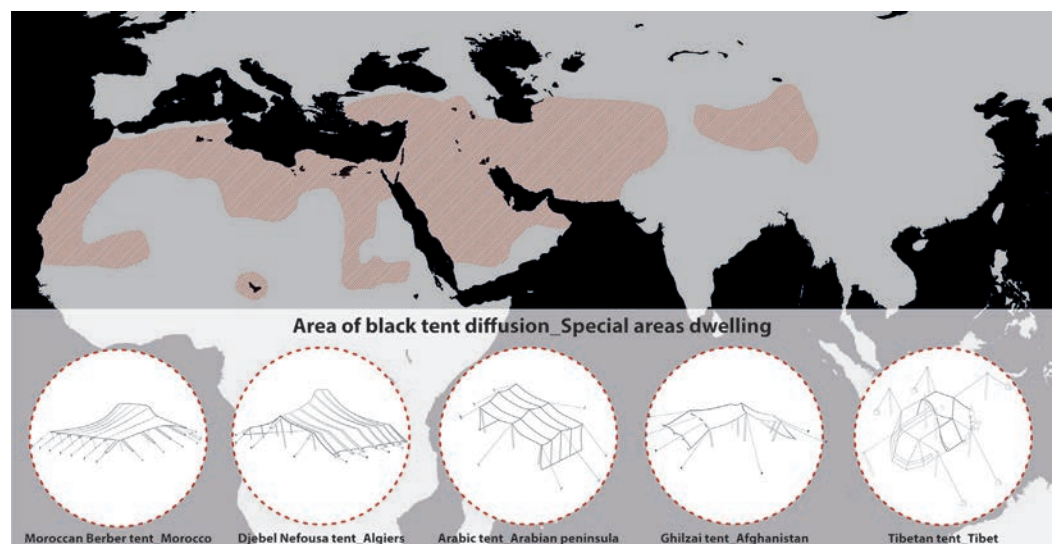 Area of black tent diffusion_Special areas dwelling
Moroccan Berber tent_Morocco
Djebel Nefousa tent_Algiers
Arabic tent_Arabian peninsula
Ghilzai tent_Afghanistan
Tibetan tent_Tibet